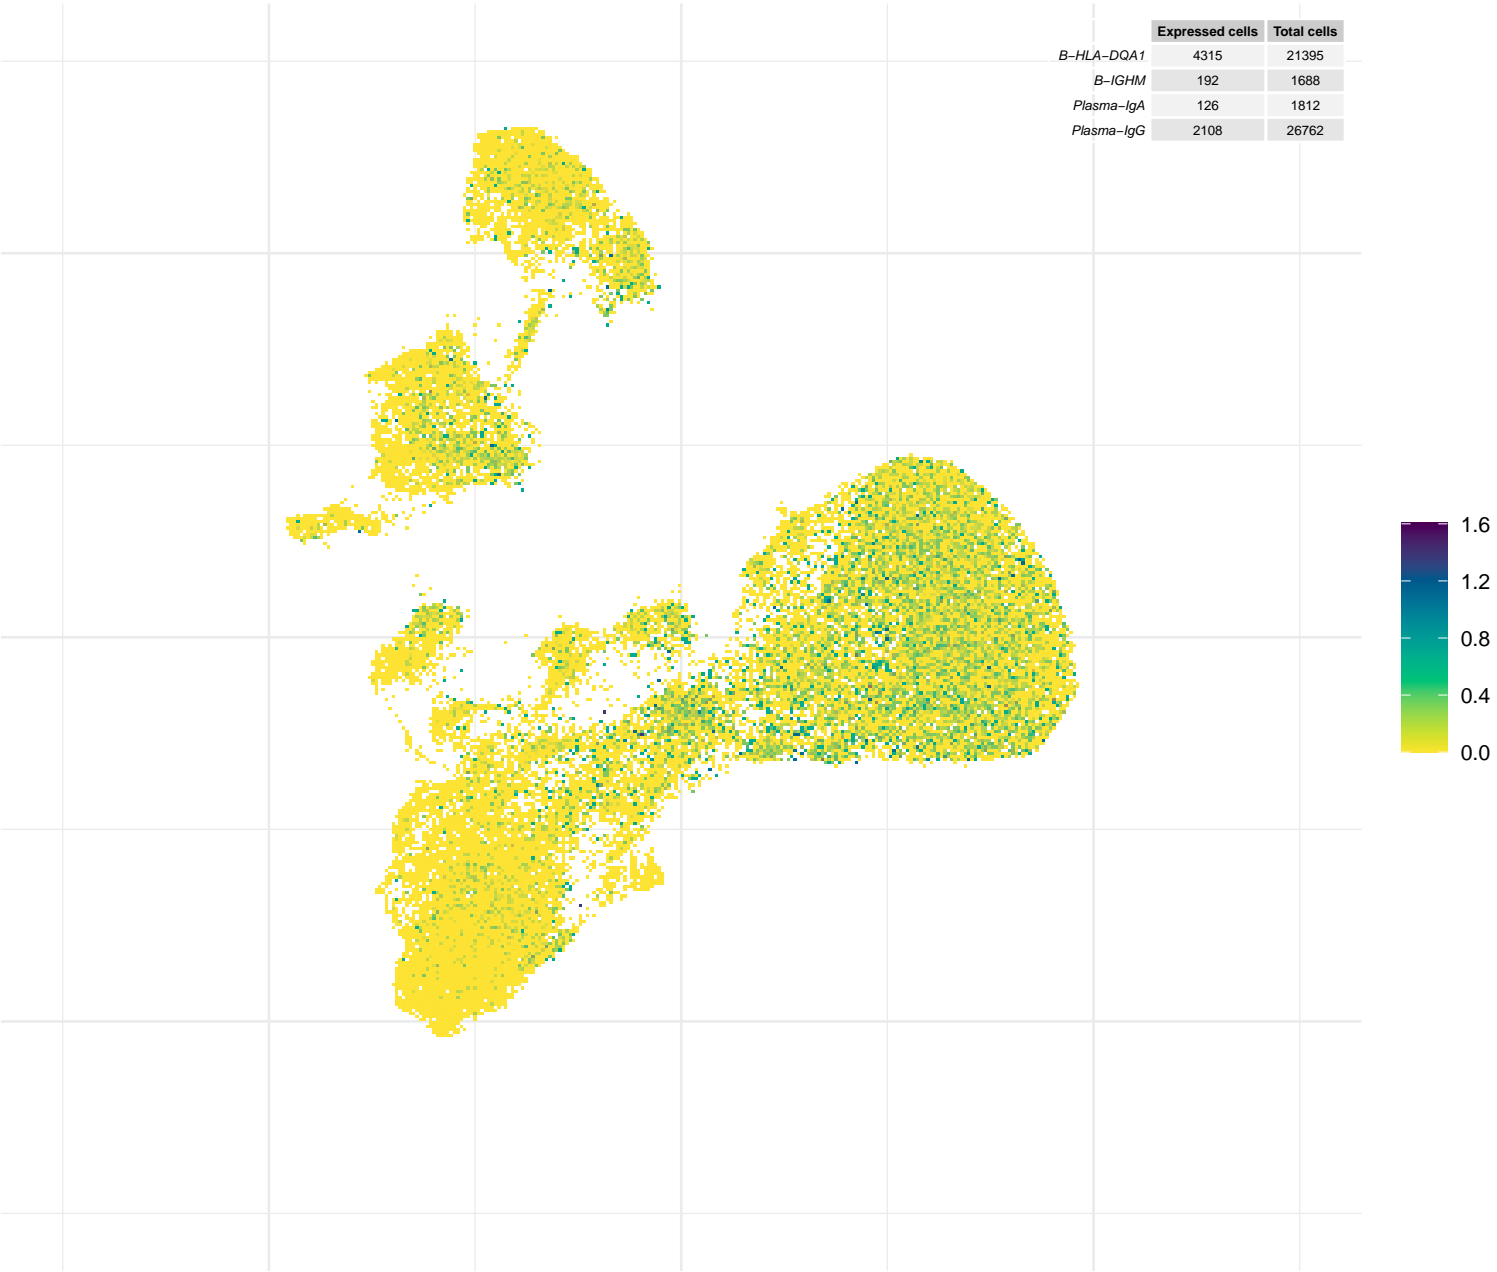 Expressed cells Total cells
B−HLA−DQA1 4315 21395
B−IGHM 192 1688
Plasma−IgA 126 1812
Plasma−IgG 2108 26762
1.6
1.2
0.8
0.4
0.0